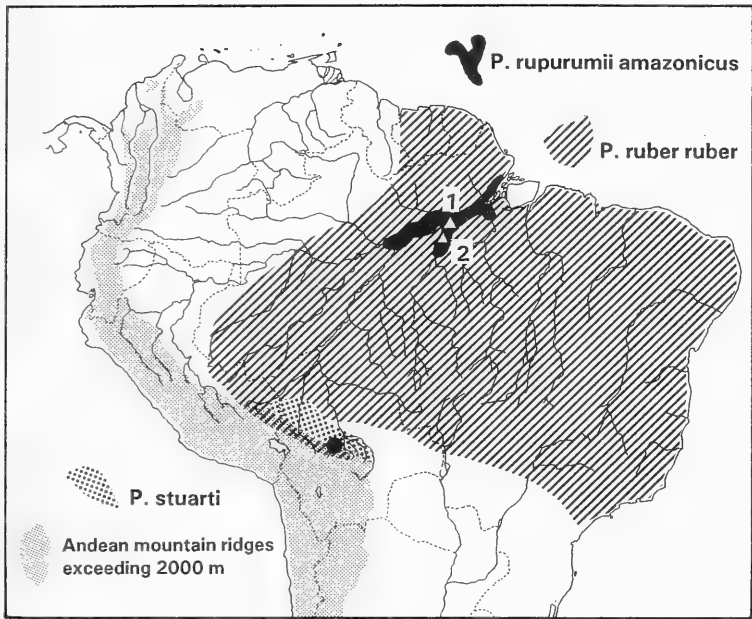 P. rupurumii amazonicus
P. ruber ruber
1
2
P. stuarti
Andean mountain ridges
exceeding 2000 m